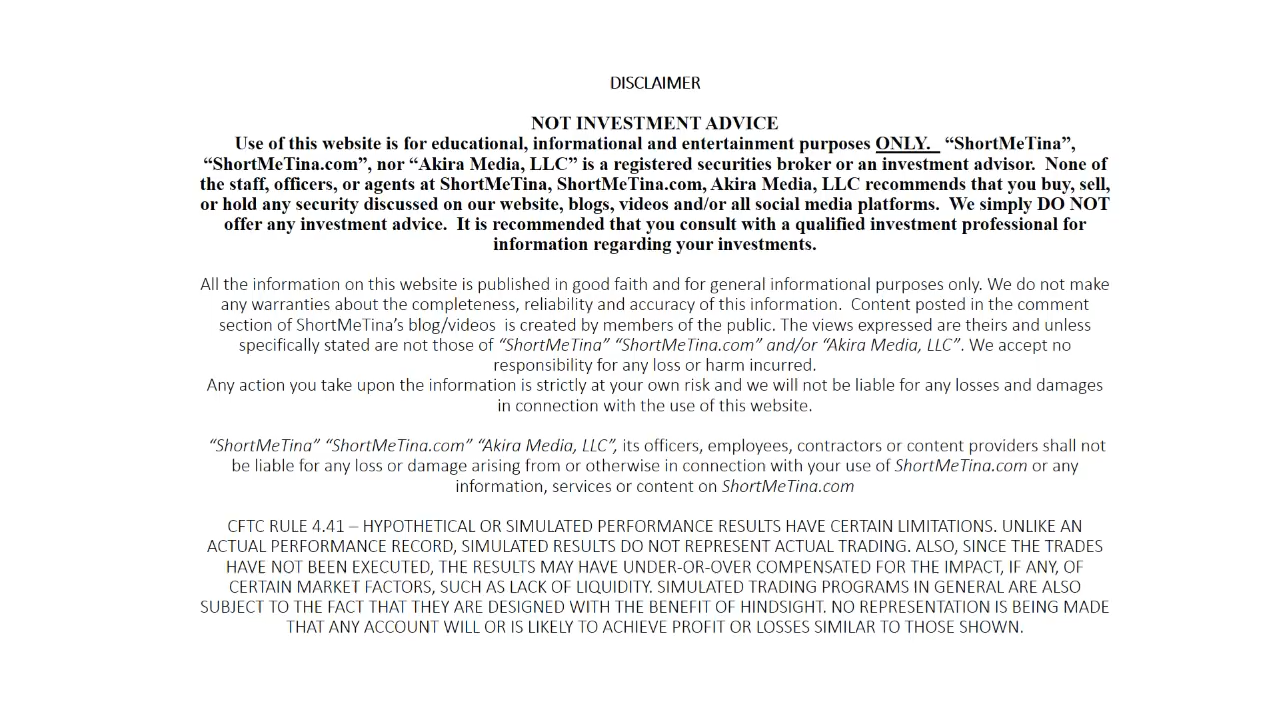 DISCLAIMER
NOT INVESTMENT ADVICE
Use of this website is for educational, informational and entertainment purposes ONLY.  “ShortMeTina”,
“ShortMeTina.com”, nor “Akira Media, LLC” is a registered securities broker or an investment advisor.  None of
the staff, officers, or agents at ShortMeTina, ShortMeTina.com, Akira Media, LLC recommends that you buy, sell,
or hold any security discussed on our website, blogs, videos and/or all social media platforms.  We simply DO NOT
offer any investment advice.  It is recommended that you consult with a qualified investment professional for
information regarding your investments.
All the information on this website is published in good faith and for general informational purposes only. We do not make
any warranties about the completeness, reliability and accuracy of this information.  Content posted in the comment
section of ShortMeTina’s blog/videos  is created by members of the public. The views expressed are theirs and unless
specifically stated are not those of “ShortMeTina” “ShortMeTina.com” and/or “Akira Media, LLC”. We accept no
responsibility for any loss or harm incurred.
Any action you take upon the information is strictly at your own risk and we will not be liable for any losses and damages
in connection with the use of this website.
“ShortMeTina” “ShortMeTina.com” “Akira Media, LLC”, its officers, employees, contractors or content providers shall not
be liable for any loss or damage arising from or otherwise in connection with your use of ShortMeTina.com or any
information, services or content on ShortMeTina.com
CFTC RULE 4.41 – HYPOTHETICAL OR SIMULATED PERFORMANCE RESULTS HAVE CERTAIN LIMITATIONS. UNLIKE AN
ACTUAL PERFORMANCE RECORD, SIMULATED RESULTS DO NOT REPRESENT ACTUAL TRADING. ALSO, SINCE THE TRADES
HAVE NOT BEEN EXECUTED, THE RESULTS MAY HAVE UNDER-OR-OVER COMPENSATED FOR THE IMPACT, IF ANY, OF
CERTAIN MARKET FACTORS, SUCH AS LACK OF LIQUIDITY. SIMULATED TRADING PROGRAMS IN GENERAL ARE ALSO
SUBJECT TO THE FACT THAT THEY ARE DESIGNED WITH THE BENEFIT OF HINDSIGHT. NO REPRESENTATION IS BEING MADE
THAT ANY ACCOUNT WILL OR IS LIKELY TO ACHIEVE PROFIT OR LOSSES SIMILAR TO THOSE SHOWN.